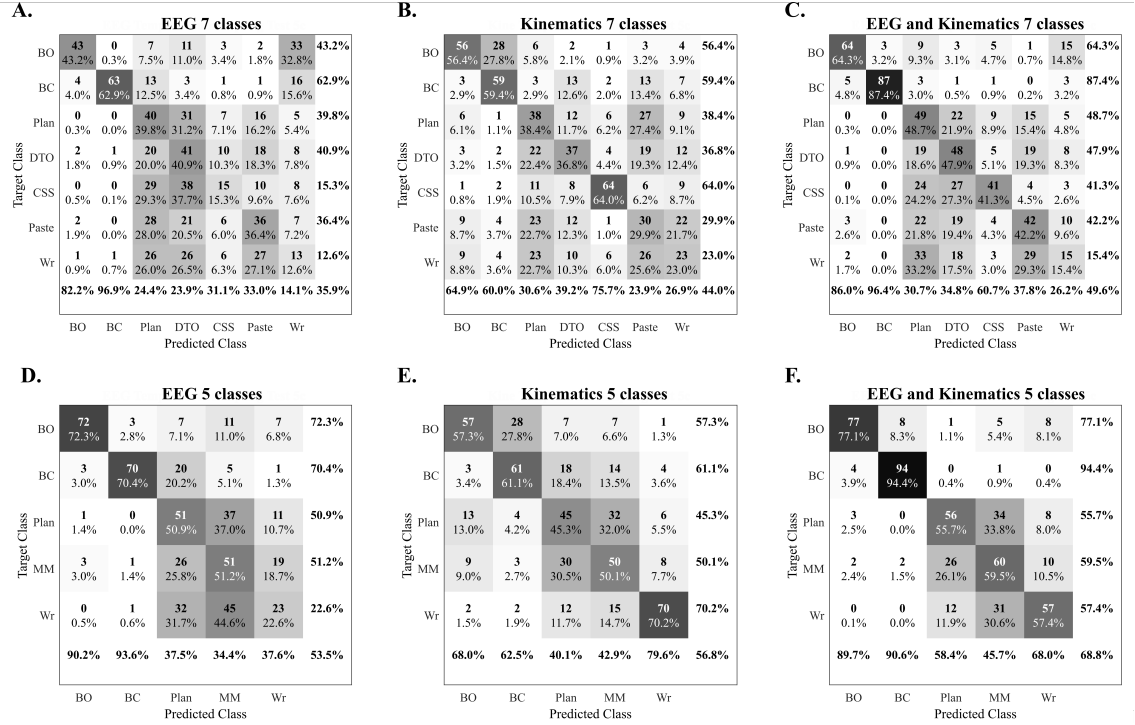 A.
EEG 7 classes
BO 43 0 7 11 3 2 33 43.2%
43.2% 0.3% 7.5% 11.0% 3.4% 1.8% 32.8%
BC 4 63 13 3 1 1 16 62.9%
4.0% 62.9% 12.5% 3.4% 0.8% 0.9% 15.6%
Plan 0 0 40 31 7 16 5 39.8%
0.3% 0.0% 39.8% 31.2% 7.1% 16.2% 5.4%
DTO 2 1 20 41 10 18 8 40.9%
1.8% 0.9% 20.0% 40.9% 10.3% 18.3% 7.8%
CSS 0 0 29 38 15 10 8 15.3%
0.5% 0.1% 29.3% 37.7% 15.3% 9.6% 7.6%
Paste 2 0 28 21 6 36 7 36.4%
1.9% 0.0% 28.0% 20.5% 6.0% 36.4% 7.2%
Wr 1 1 26 26 6 27 13 12.6%
0.9% 0.7% 26.0% 26.5% 6.3% 27.1% 12.6%
82.2% 96.9% 24.4% 23.9% 31.1% 33.0% 14.1% 35.9%
BO BC Plan DTO CSS Paste Wr
Predicted Class
Target Class
B.
Kinematics 7 classes
BO 56 28 6 2 1 3 4 56.4%
56.4% 27.8% 5.8% 2.1% 0.9% 3.2% 3.9%
BC 3 59 3 13 2 13 7 59.4%
2.9% 59.4% 2.9% 12.6% 2.0% 13.4% 6.8%
Plan 6 1 38 12 6 27 9 38.4%
6.1% 1.1% 38.4% 11.7% 6.2% 27.4% 9.1%
DTO 3 2 22 37 4 19 12 36.8%
3.2% 1.5% 22.4% 36.8% 4.4% 19.3% 12.4%
CSS 1 2 11 8 64 6 9 64.0%
0.8% 1.9% 10.5% 7.9% 64.0% 6.2% 8.7%
Paste 9 4 23 12 1 30 22 29.9%
8.7% 3.7% 22.7% 12.3% 1.0% 29.9% 21.7%
Wr 9 4 23 10 6 26 23 23.0%
8.8% 3.6% 22.7% 10.3% 6.0% 25.6% 23.0%
64.9% 60.0% 30.6% 39.2% 75.7% 23.9% 26.9% 44.0%
BO BC Plan DTO CSS Paste Wr
Predicted Class
Target Class
C.
EEG and Kinematics 7 classes
BO 64 3 9 3 5 1 15 64.3%
64.3% 3.2% 9.3% 3.1% 4.7% 0.7% 14.8%
BC 5 87 3 1 1 0 3 87.4%
4.8% 87.4% 3.0% 0.5% 0.9% 0.2% 3.2%
Plan 0 0 49 22 9 15 5 48.7%
0.3% 0.0% 48.7% 21.9% 8.9% 15.4% 4.8%
DTO 1 0 19 48 5 19 8 47.9%
0.9% 0.0% 18.6% 47.9% 5.1% 19.3% 8.3%
CSS 0 0 24 27 41 4 3 41.3%
0.1% 0.0% 24.2% 27.3% 41.3% 4.5% 2.6%
Paste 3 0 22 19 4 42 10 42.2%
2.6% 0.0% 21.8% 19.4% 4.3% 42.2% 9.6%
Wr 2 0 33 18 3 29 15 15.4%
1.7% 0.0% 33.2% 17.5% 3.0% 29.3% 15.4%
86.0% 96.4% 30.7% 34.8% 60.7% 37.8% 26.2% 49.6%
BO BC Plan DTO CSS Paste Wr
Predicted Class
Target Class
D.
EEG 5 classes
BO 72 3 7 11 7 72.3%
72.3% 2.8% 7.1% 11.0% 6.8%
BC 3 70 20 5 1 70.4%
3.0% 70.4% 20.2% 5.1% 1.3%
Plan 1 0 51 37 11 50.9%
1.4% 0.0% 50.9% 37.0% 10.7%
MM 3 1 26 51 19 51.2%
3.0% 1.4% 25.8% 51.2% 18.7%
Wr 0 1 32 45 23 22.6%
0.5% 0.6% 31.7% 44.6% 22.6%
90.2% 93.6% 37.5% 34.4% 37.6% 53.5%
BO BC Plan MM Wr
Predicted Class
Target Class
E.
Kinematics 5 classes
BO 57 28 7 7 1 57.3%
57.3% 27.8% 7.0% 6.6% 1.3%
BC 3 61 18 14 4 61.1%
3.4% 61.1% 18.4% 13.5% 3.6%
Plan 13 4 45 32 6 45.3%
13.0% 4.2% 45.3% 32.0% 5.5%
MM 9 3 30 50 8 50.1%
9.0% 2.7% 30.5% 50.1% 7.7%
Wr 2 2 12 15 70 70.2%
1.5% 1.9% 11.7% 14.7% 70.2%
68.0% 62.5% 40.1% 42.9% 79.6% 56.8%
BO BC Plan MM Wr
Predicted Class
Target Class
F.
EEG and Kinematics 5 classes
BO 77 8 1 5 8 77.1%
77.1% 8.3% 1.1% 5.4% 8.1%
BC 4 94 0 1 0 94.4%
3.9% 94.4% 0.4% 0.9% 0.4%
Plan 3 0 56 34 8 55.7%
2.5% 0.0% 55.7% 33.8% 8.0%
MM 2 2 26 60 10 59.5%
2.4% 1.5% 26.1% 59.5% 10.5%
Wr 0 0 12 31 57 57.4%
0.1% 0.0% 11.9% 30.6% 57.4%
89.7% 90.6% 58.4% 45.7% 68.0% 68.8%
BO BC Plan MM Wr
Predicted Class
Target Class